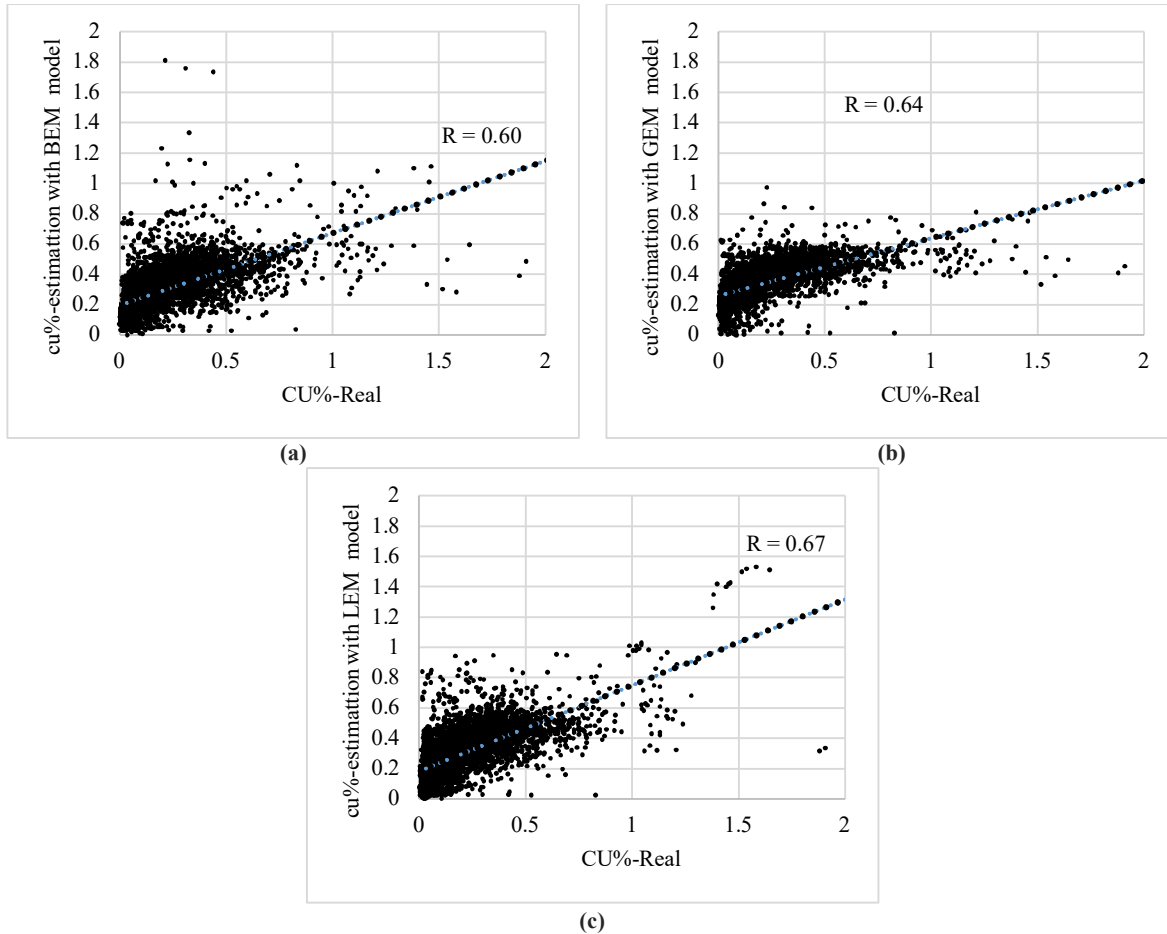 2
1.8
1.6
1.4
1.2
1
0.8
0.6
0.4
0.2
0
cu%-estimattion with BEM model
R = 0.60
0 0.5 1 1.5 2
CU%-Real
(a)
2
1.8
1.6
1.4
1.2
1
0.8
0.6
0.4
0.2
0
cu%-estimattion with GEM model
R = 0.64
0 0.5 1 1.5 2
CU%-Real
(b)
2
1.8
1.6
1.4
1.2
1
0.8
0.6
0.4
0.2
0
cu%-estimattion with LEM model
R = 0.67
0 0.5 1 1.5 2
CU%-Real
(c)